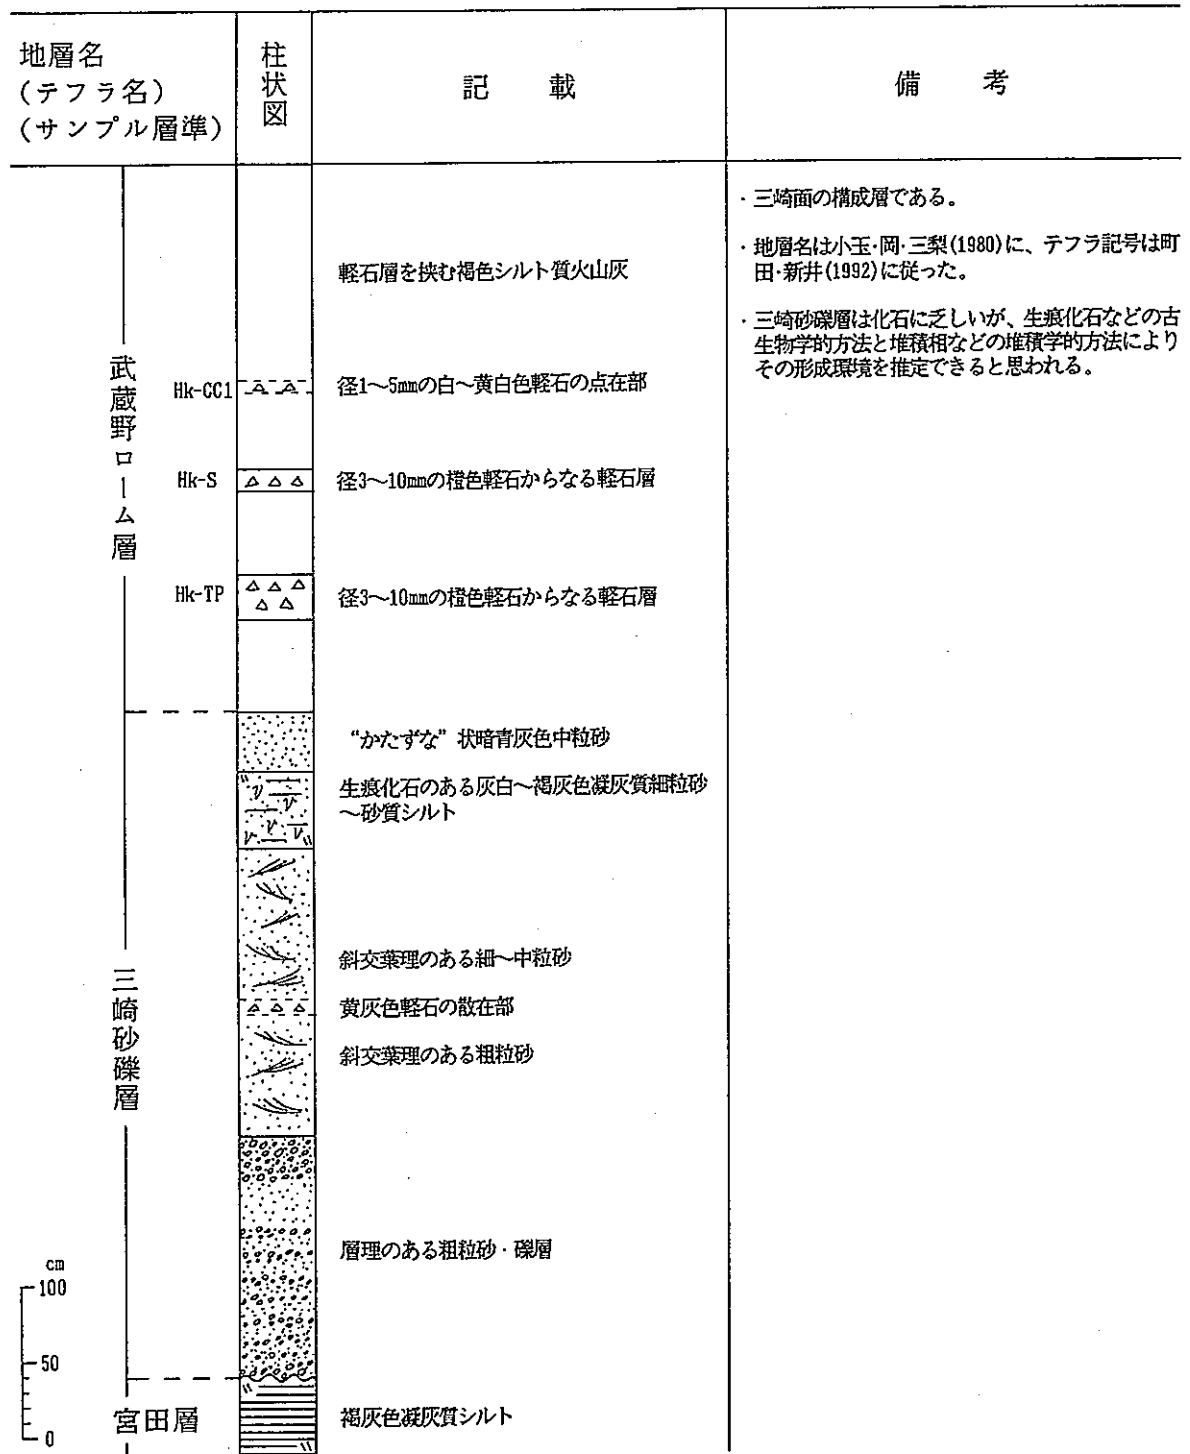 地層名
(テフラ名)
(サンプル層準)
柱状図
記 載
備 考
・三崎面の構成層である。
・地層名は小玉・岡・三梨(1980)に、テフラ記号は町
田・新井(1992)に従った。
・三崎砂礫層は化石に乏しいが、生痕化石などの古
生物学的方法と堆積相などの堆積学的方法により
その形成環境を推定できると思われる。
武蔵野ローム層
軽石層を挟む褐色シルト質火山灰
Hk-CC1
径1～5mmの白～黄白色軽石の点在部
Hk-S
径3～10mmの橙色軽石からなる軽石層
Hk-TP
径3～10mmの橙色軽石からなる軽石層
三崎砂礫層
“かたずな”状暗青灰色中粒砂
生痕化石のある灰白～褐灰色凝灰質細粒砂
～砂質シルト
斜交葉理のある細～中粒砂
黄灰色軽石の散在部
斜交葉理のある粗粒砂
層理のある粗粒砂・礫層
cm
100
50
0
宮田層
褐灰色凝灰質シルト